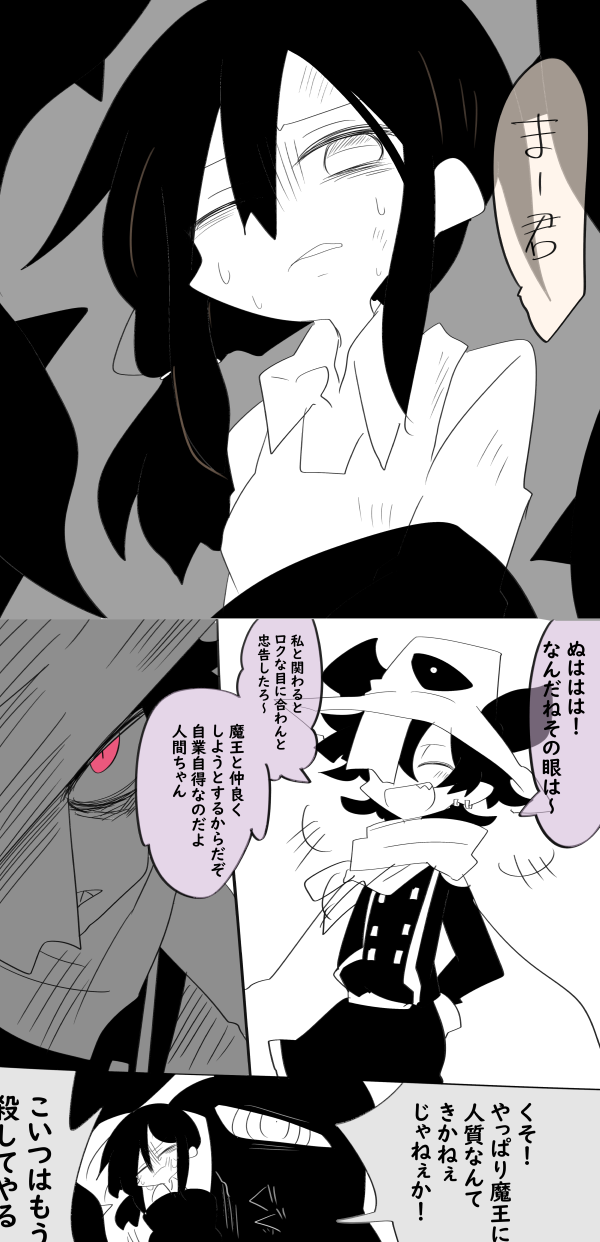 まー君
ぬははは！
なんだねその眼は～
私と関わると
ロクな目に合わんと
忠告したろ～
魔王と仲良く
しようとするからだぞ
自業自得なのだよ
人間ちゃん
くそ！
やっぱり魔王に
人質なんて
きかねぇ
じゃねぇか！
こいつはもう
殺してやる